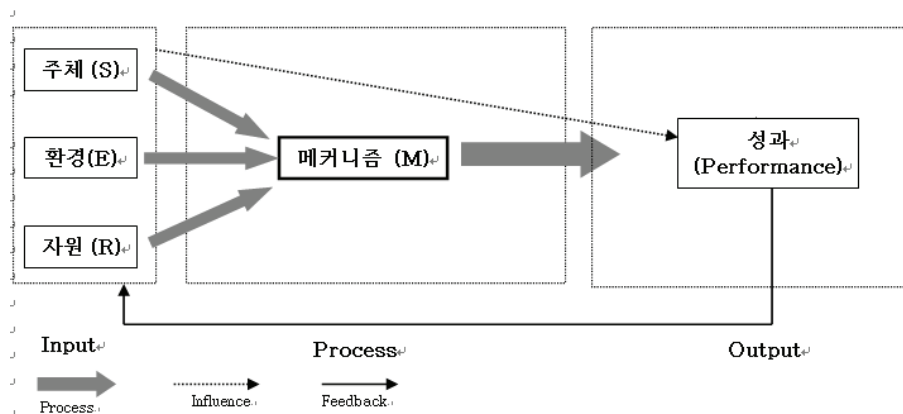 주체 (S)
환경(E)
메커니즘 (M)
성과
(Performance)
자원 (R)
Input
Process
Output
Process
Influence
Feedback